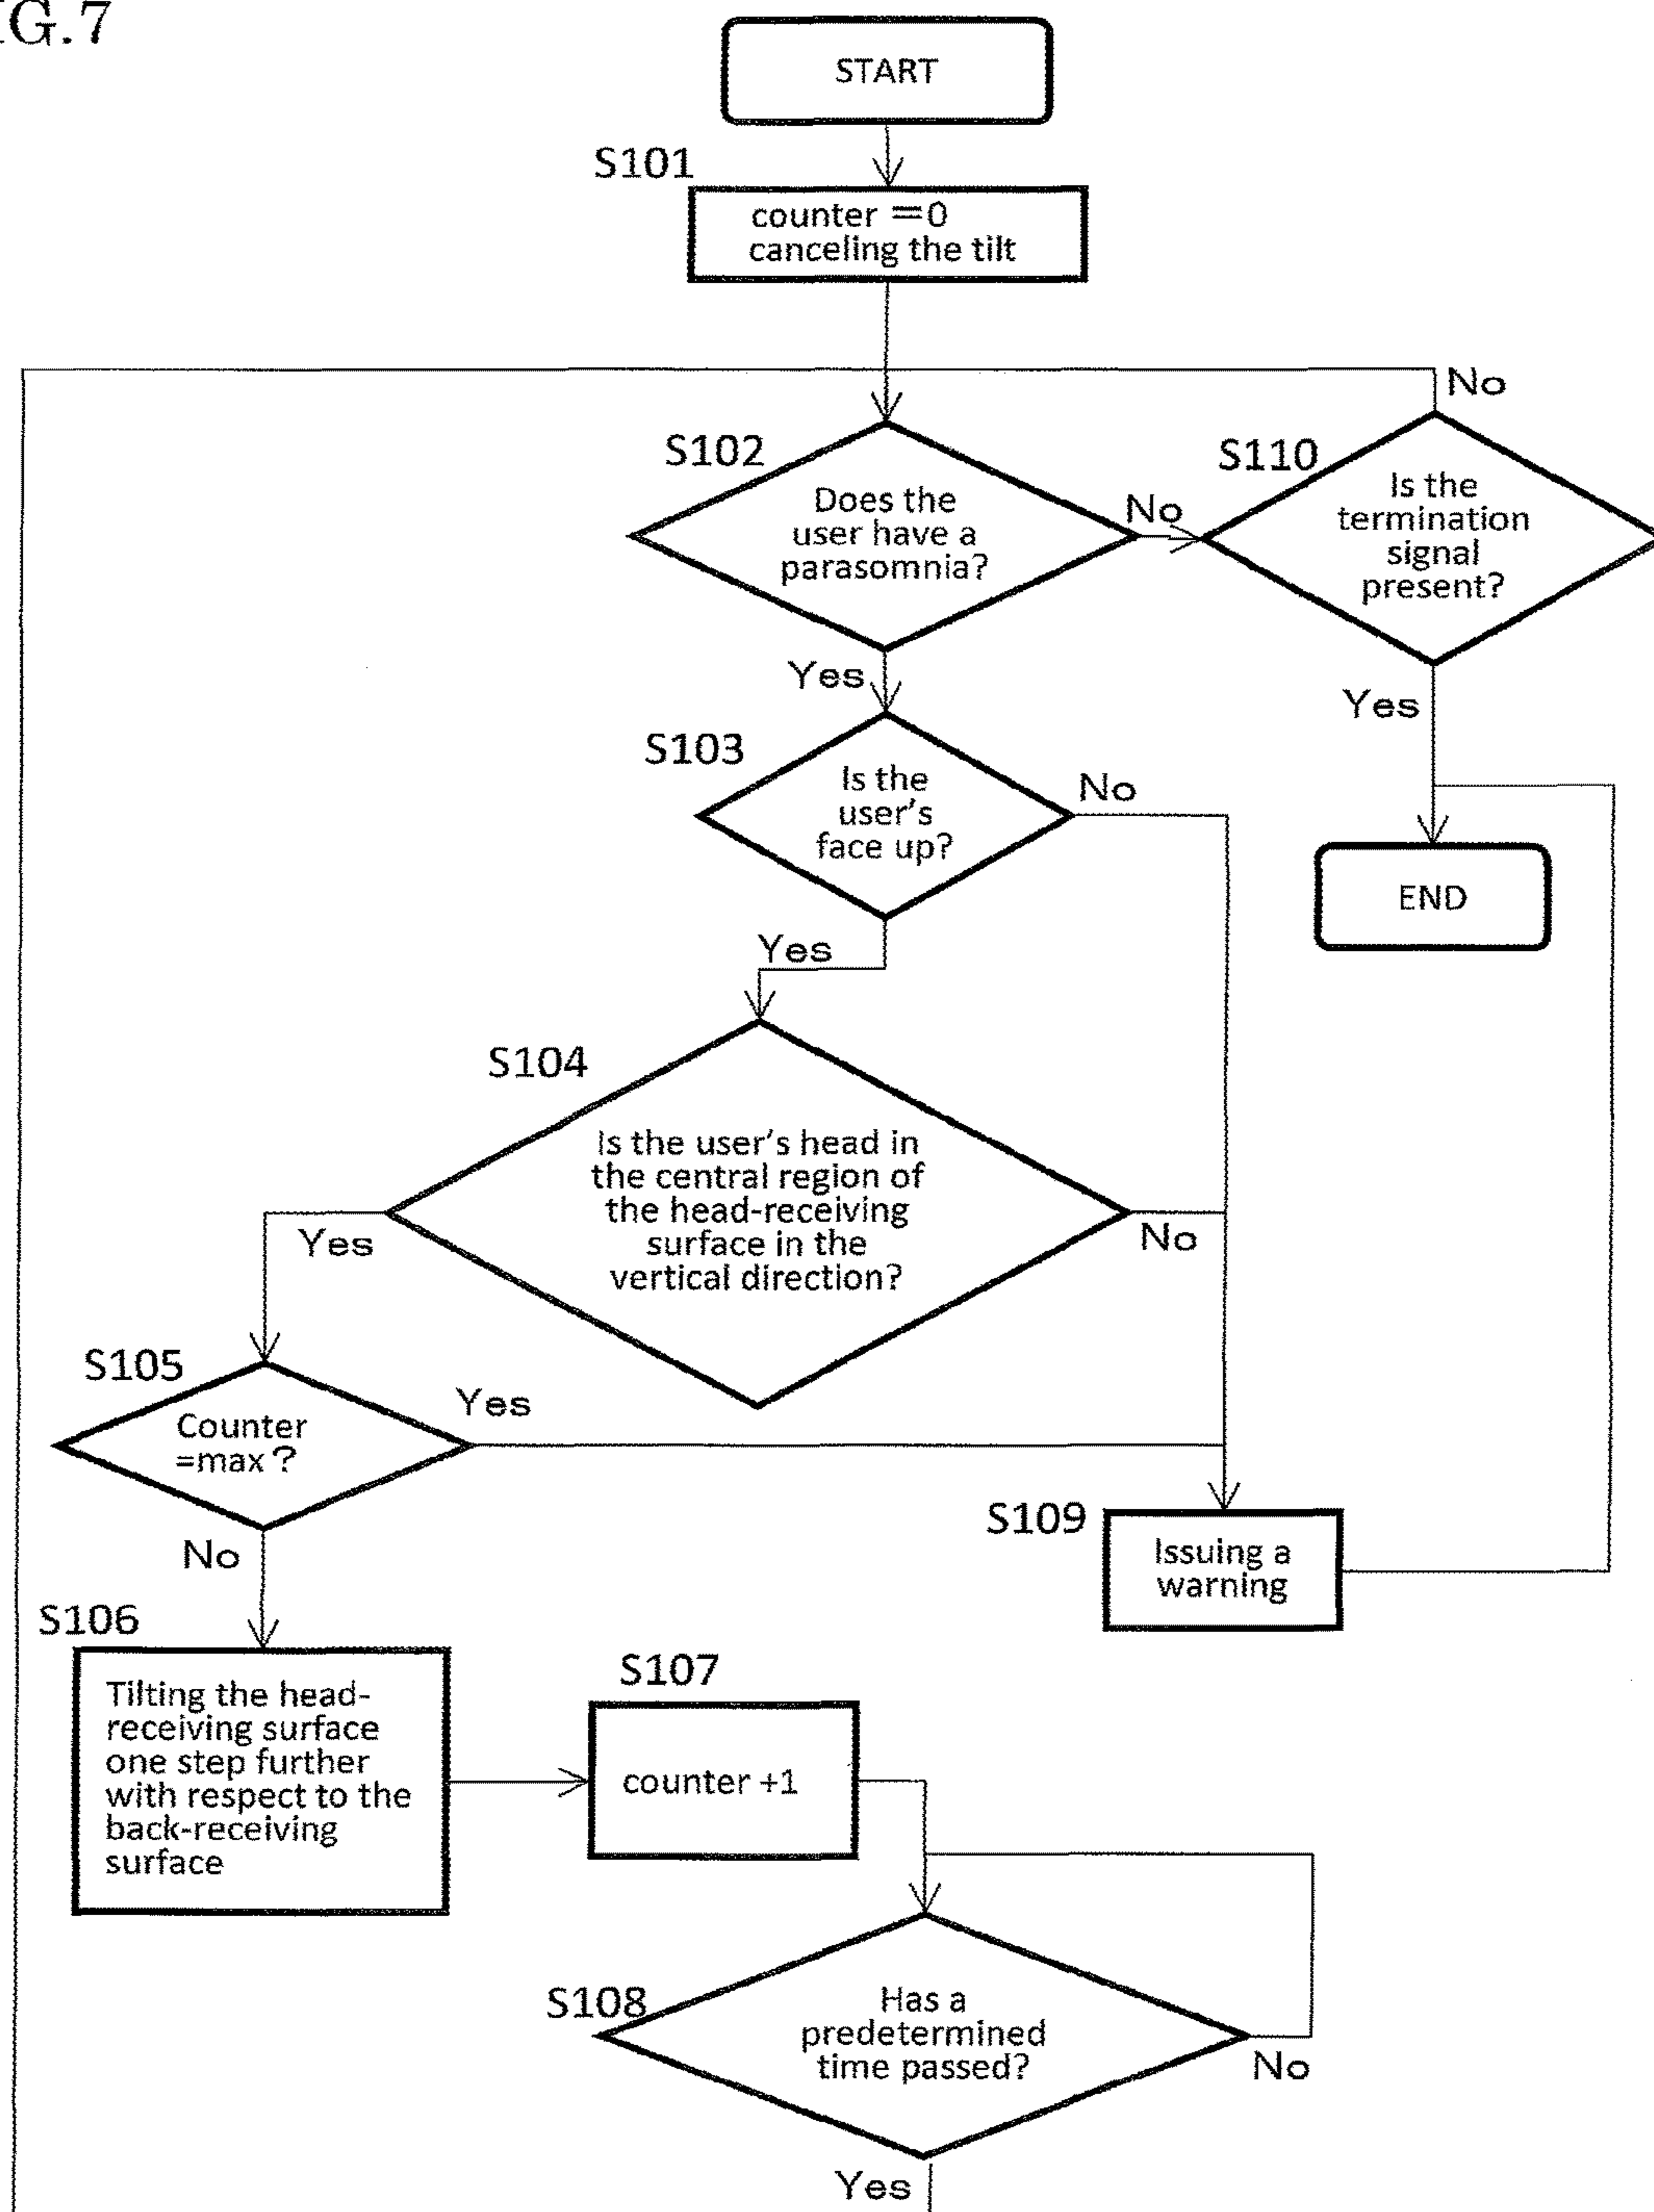 IG.7
START
S101
counter =0
canceling the tilt
No
S102
Does the
user have a
parasomnia?
No
S110
Is the
termination
signal
present?
Yes
Yes
S103
Is the
user's
face up?
No
END
Yes
S104
Is the user's head in
the central region of
the head-receiving
surface in the
vertical direction?
Yes
No
S105
Counter
=max?
Yes
No
S109
Issuing a
warning
S106
Tilting the head-
receiving surface
one step further
with respect to the
back-receiving
surface
S107
counter +1
S108
Has a
predetermined
time passed?
No
Yes